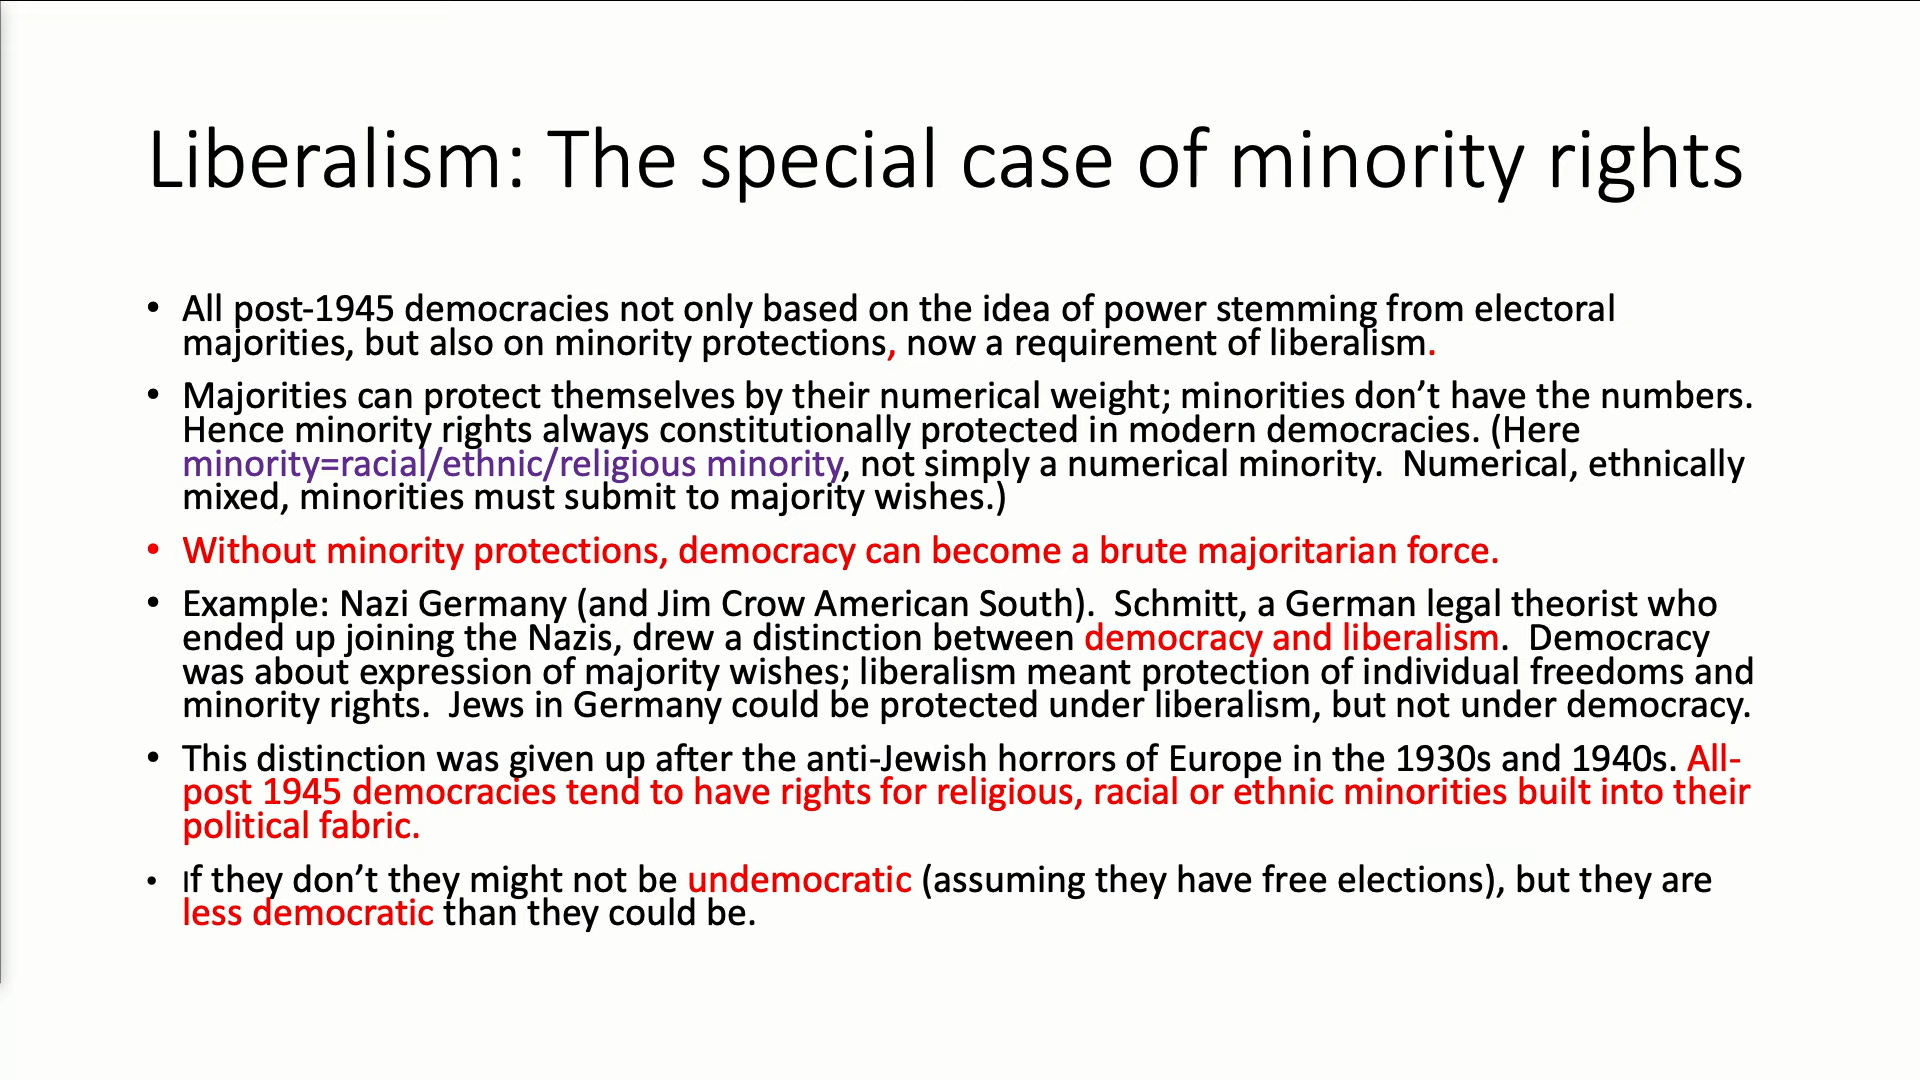 Liberalism: The special case of minority rights
• All post-1945 democracies not only based on the idea of power stemming from electoral
majorities, but also on minority protections, now a requirement of liberalism.
• Majorities can protect themselves by their numerical weight; minorities don’t have the numbers.
Hence minority rights always constitutionally protected in modern democracies. (Here
minority=racial/ethnic/religious minority, not simply a numerical minority.  Numerical, ethnically
mixed, minorities must submit to majority wishes.)
• Without minority protections, democracy can become a brute majoritarian force.
• Example: Nazi Germany (and Jim Crow American South).  Schmitt, a German legal theorist who
ended up joining the Nazis, drew a distinction between democracy and liberalism.  Democracy
was about expression of majority wishes; liberalism meant protection of individual freedoms and
minority rights.  Jews in Germany could be protected under liberalism, but not under democracy.
• This distinction was given up after the anti-Jewish horrors of Europe in the 1930s and 1940s. All-
post 1945 democracies tend to have rights for religious, racial or ethnic minorities built into their
political fabric.
• If they don’t they might not be undemocratic (assuming they have free elections), but they are
less democratic than they could be.